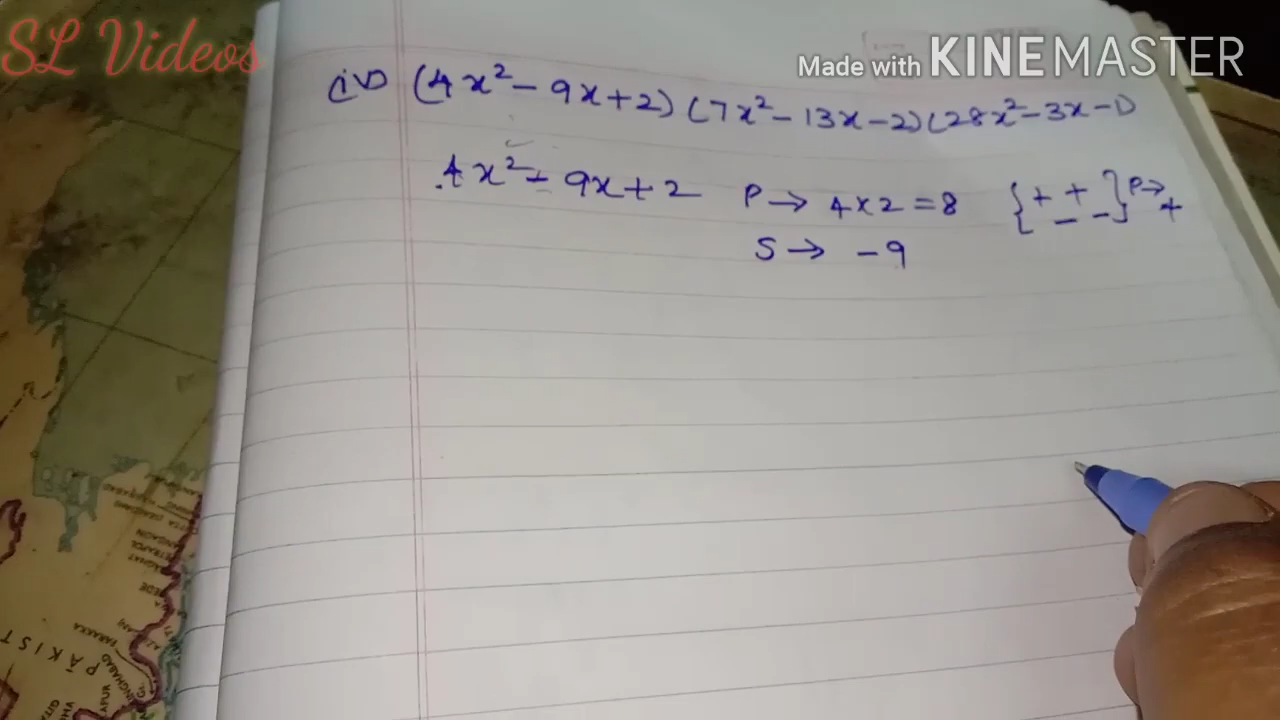 SL Videos
Made with KINEMASTER
(iv) (4x² - 9x + 2) (7x² - 13x - 2) (28x² - 3x - 1)
4x² - 9x + 2 P → 4 x 2 = 8 { + + } P → +
- -
S → - 9
PAKIST